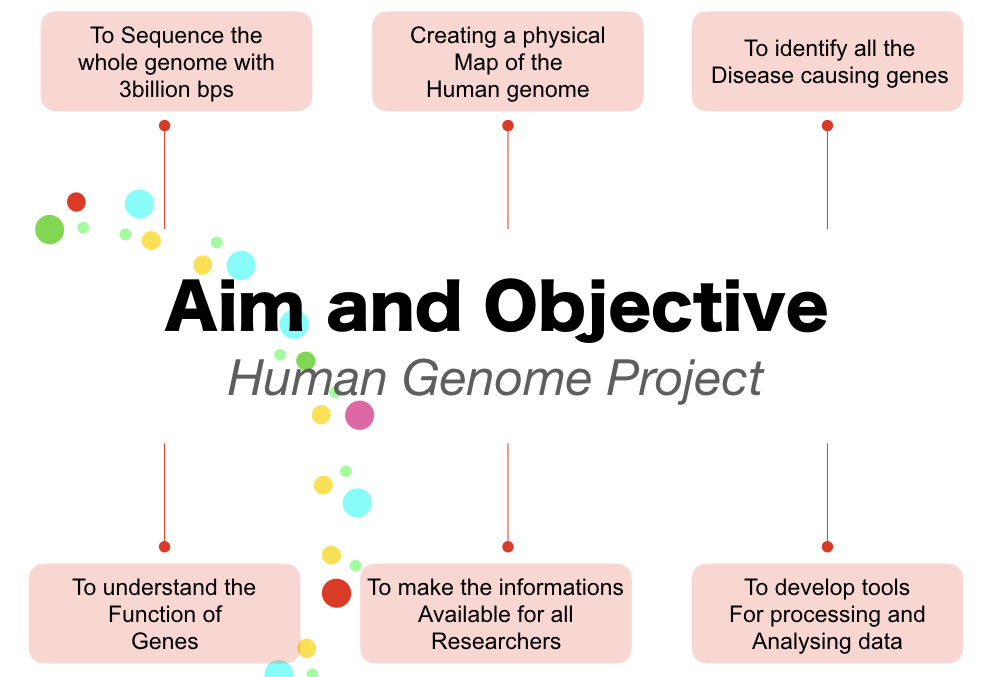 To Sequence the
whole genome with
3billion bps
Creating a physical
Map of the
Human genome
To identify all the
Disease causing genes
Aim and Objective
Human Genome Project
To understand the
Function of
Genes
To make the informations
Available for all
Researchers
To develop tools
For processing and
Analysing data